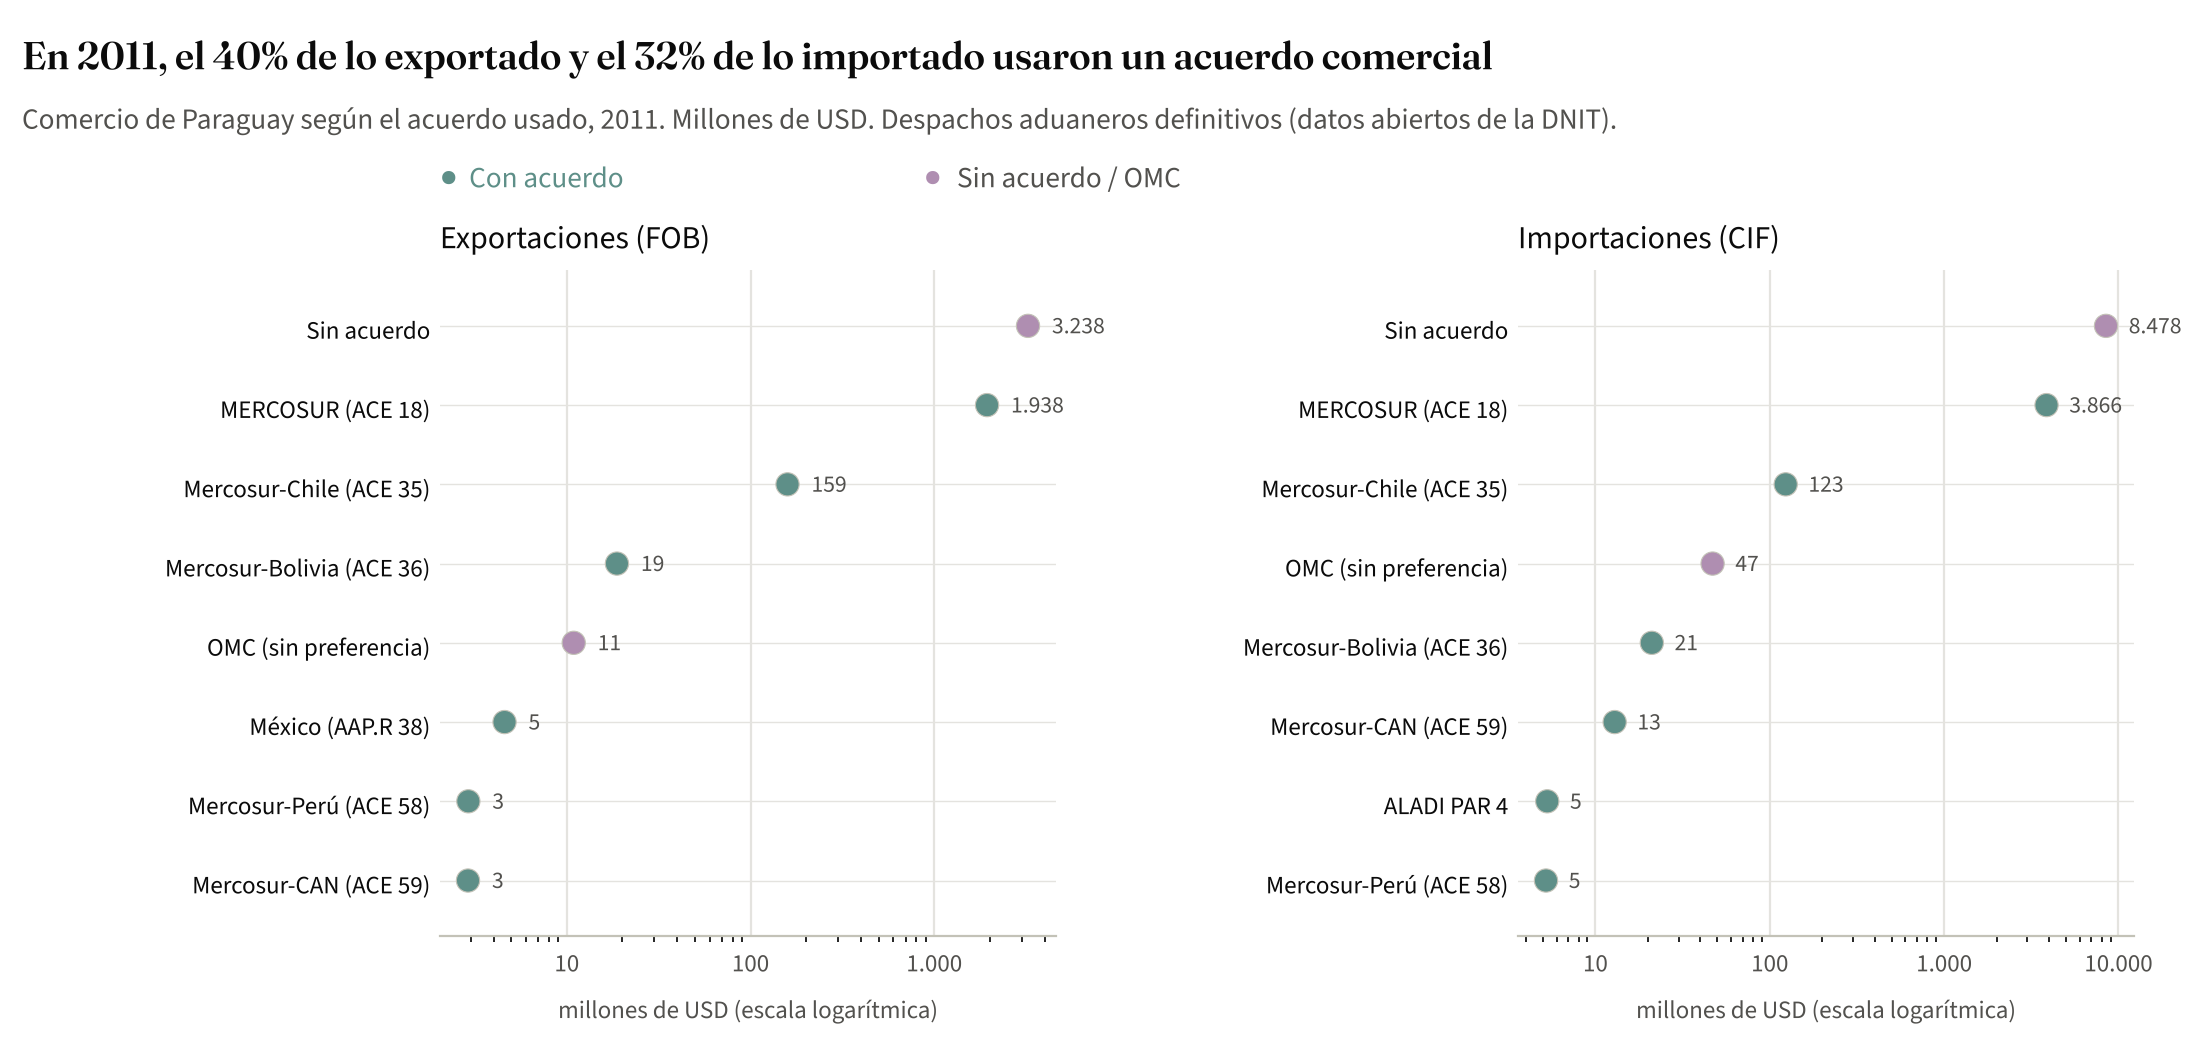 En 2011, el 40% de lo exportado y el 32% de lo importado usaron un acuerdo comercial
Comercio de Paraguay según el acuerdo usado, 2011. Millones de USD. Despachos aduaneros definitivos (datos abiertos de la DNIT).
Con acuerdo
Sin acuerdo / OMC
Exportaciones (FOB)
Sin acuerdo 3.238
MERCOSUR (ACE 18) 1.938
Mercosur-Chile (ACE 35) 159
Mercosur-Bolivia (ACE 36) 19
OMC (sin preferencia) 11
México (AAP.R 38) 5
Mercosur-Perú (ACE 58) 3
Mercosur-CAN (ACE 59) 3
10 100 1.000
millones de USD (escala logarítmica)
Importaciones (CIF)
Sin acuerdo 8.478
MERCOSUR (ACE 18) 3.866
Mercosur-Chile (ACE 35) 123
OMC (sin preferencia) 47
Mercosur-Bolivia (ACE 36) 21
Mercosur-CAN (ACE 59) 13
ALADI PAR 4 5
Mercosur-Perú (ACE 58) 5
10 100 1.000 10.000
millones de USD (escala logarítmica)